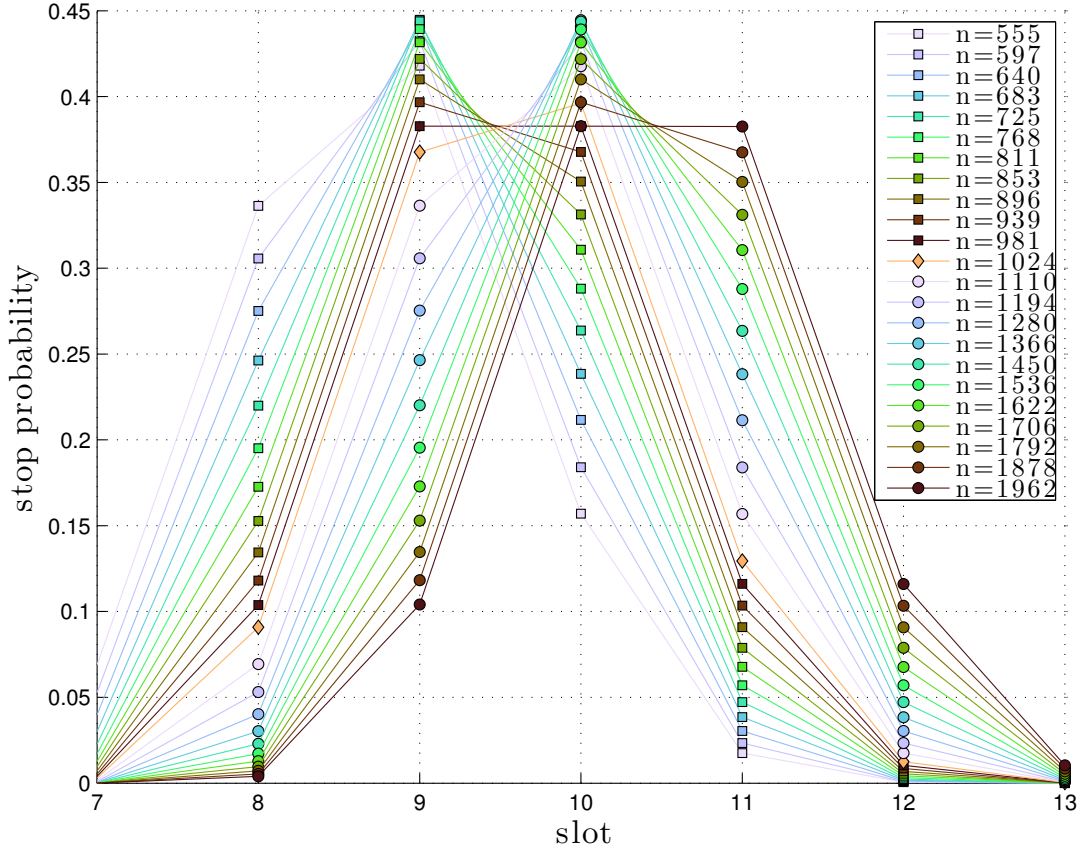 0.45
0.4
0.35
0.3
0.25
0.2
0.15
0.1
0.05
0
stop probability
7 8 9 10 11 12 13
slot
n=555
n=597
n=640
n=683
n=725
n=768
n=811
n=853
n=896
n=939
n=981
n=1024
n=1110
n=1194
n=1280
n=1366
n=1450
n=1536
n=1622
n=1706
n=1792
n=1878
n=1962